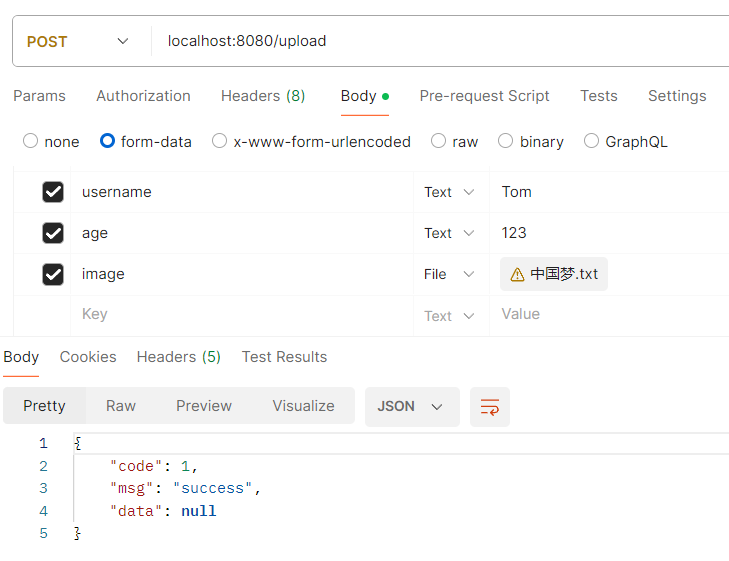 POST localhost:8080/upload
Params Authorization Headers (8) Body Pre-request Script Tests Settings
none form-data x-www-form-urlencoded raw binary GraphQL
username Text Tom
age Text 123
image File 中国梦.txt
Key Text Value
Body Cookies Headers (5) Test Results
Pretty Raw Preview Visualize JSON
1 {
2 "code": 1,
3 "msg": "success",
4 "data": null
5 }